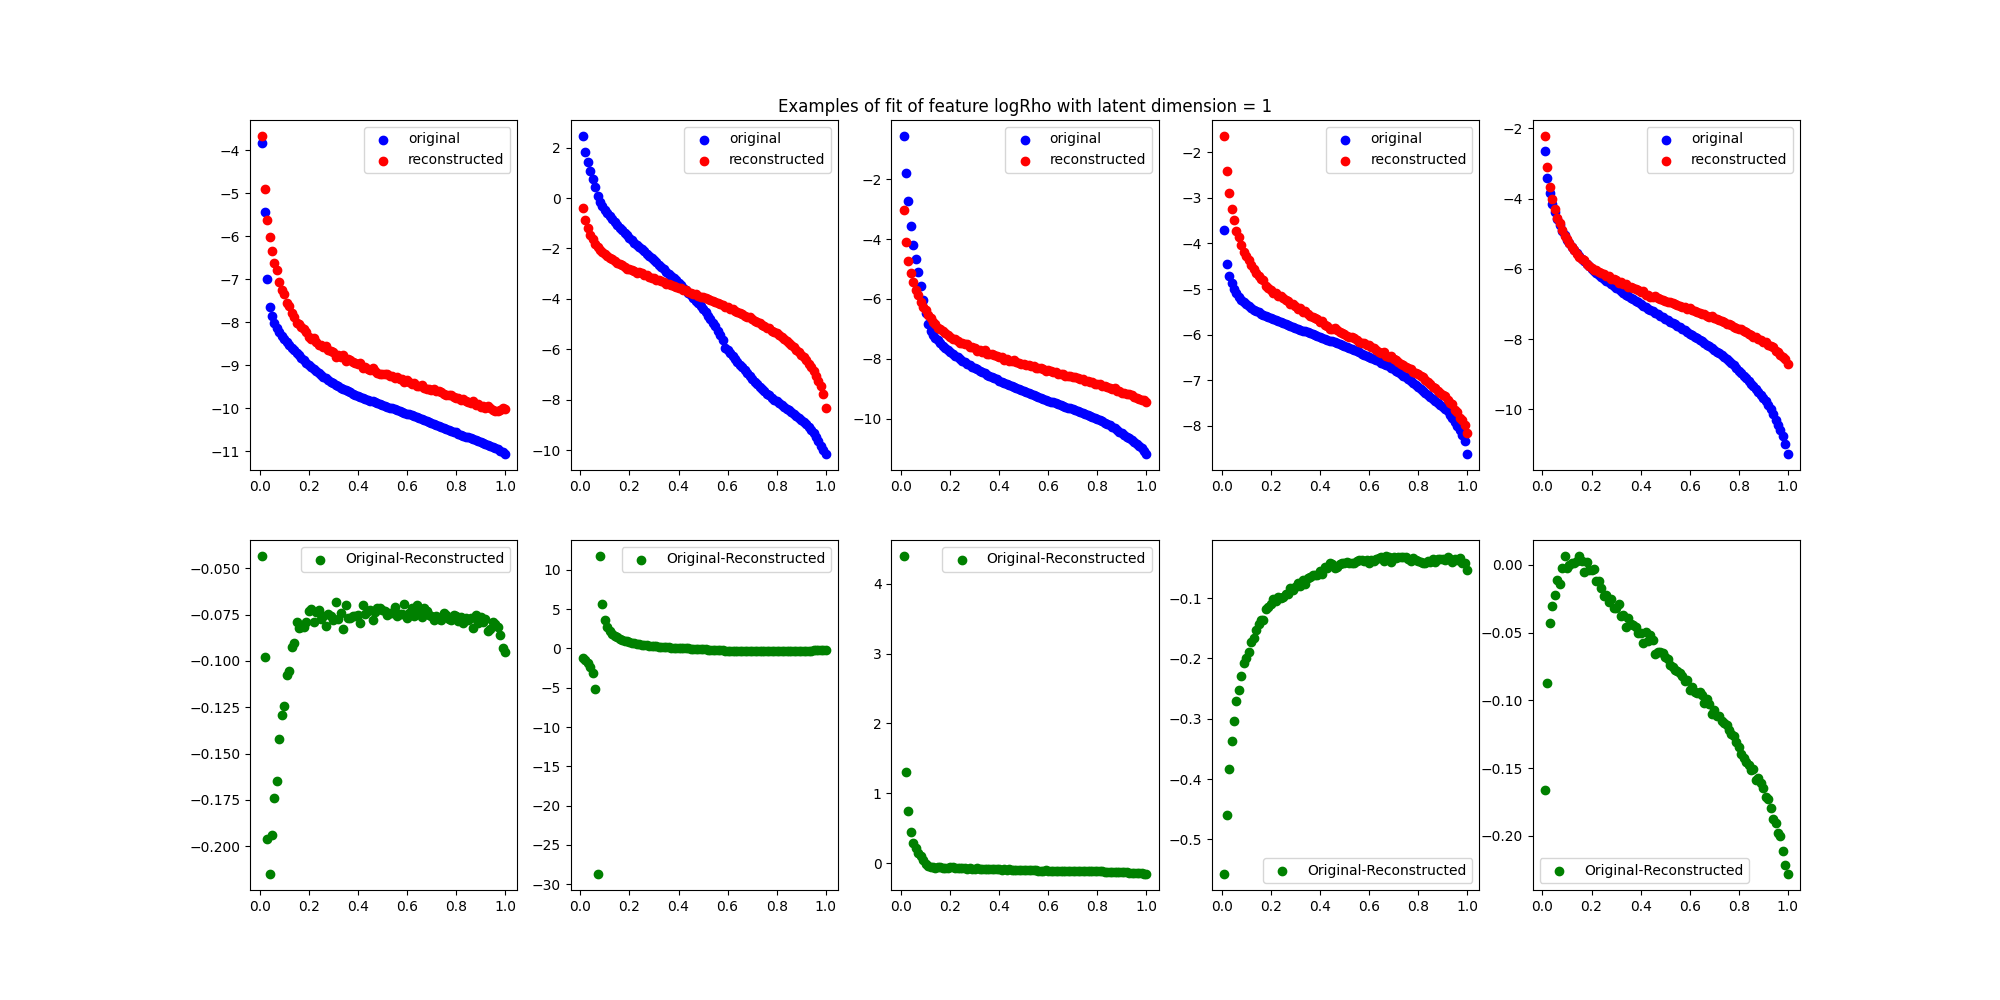 Examples of fit of feature logRho with latent dimension = 1
original
reconstructed
−4
−5
−6
−7
−8
−9
−10
−11
0.0 0.2 0.4 0.6 0.8 1.0
original
reconstructed
2
0
−2
−4
−6
−8
−10
0.0 0.2 0.4 0.6 0.8 1.0
original
reconstructed
−2
−4
−6
−8
−10
0.0 0.2 0.4 0.6 0.8 1.0
original
reconstructed
−2
−3
−4
−5
−6
−7
−8
0.0 0.2 0.4 0.6 0.8 1.0
original
reconstructed
−2
−4
−6
−8
−10
0.0 0.2 0.4 0.6 0.8 1.0
Original-Reconstructed
−0.050
−0.075
−0.100
−0.125
−0.150
−0.175
−0.200
0.0 0.2 0.4 0.6 0.8 1.0
Original-Reconstructed
10
5
0
−5
−10
−15
−20
−25
−30
0.0 0.2 0.4 0.6 0.8 1.0
Original-Reconstructed
4
3
2
1
0
0.0 0.2 0.4 0.6 0.8 1.0
−0.1
−0.2
−0.3
−0.4
−0.5
Original-Reconstructed
0.0 0.2 0.4 0.6 0.8 1.0
0.00
−0.05
−0.10
−0.15
−0.20
Original-Reconstructed
0.0 0.2 0.4 0.6 0.8 1.0